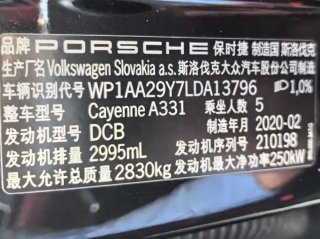 品牌 PORSCHE 保时捷 制造国 斯洛伐克
生产厂名 Volkswagen Slovakia a.s. 斯洛伐克大众汽车股份公司制造
车辆识别代号 WP1AA29Y7LDA13796 1,0%
整车型号 Cayenne A331 乘坐人数 5
发动机型号 DCB 制造年月 2020-02
发动机排量 2995mL 发动机序列号 210198
最大允许总质量 2830kg 发动机最大净功率 250kW